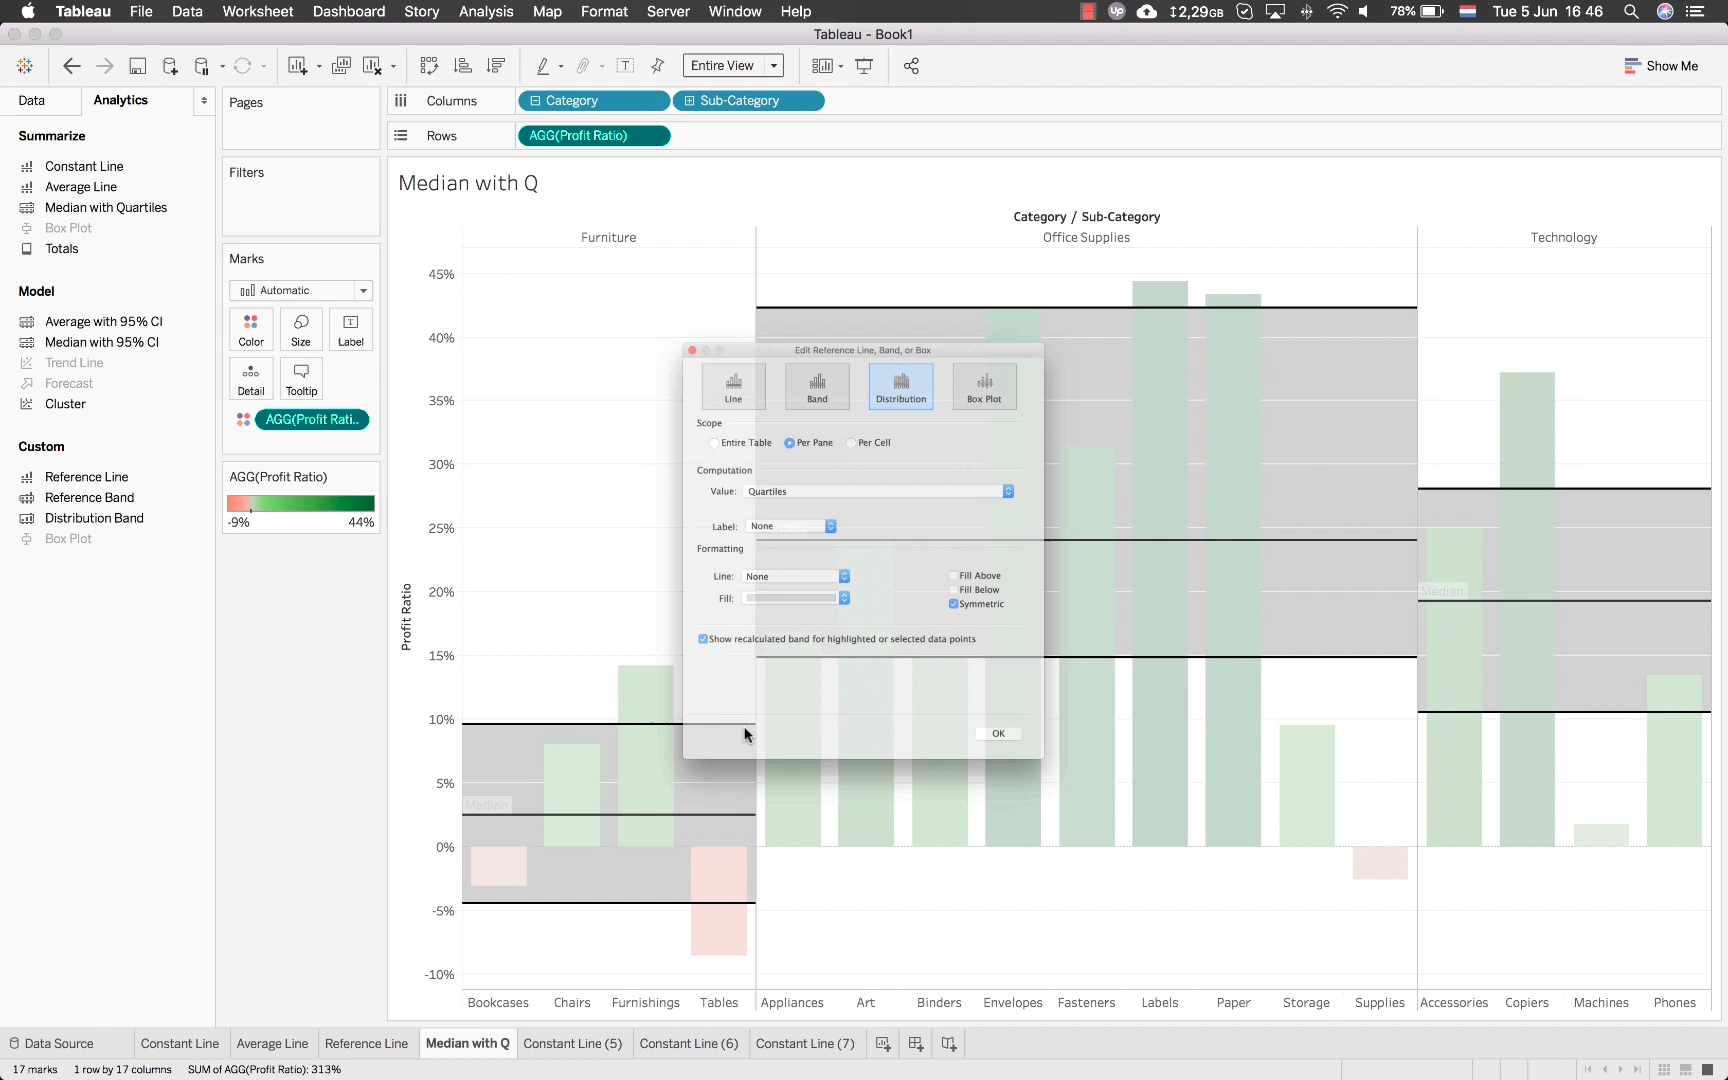 Tableau File Data Worksheet Dashboard Story Analysis Map Format Server Window Help
Up 2,29GB 78% Tue 5 Jun 16 46
Tableau - Book1
Entire View
Show Me
Data Analytics
Pages
Columns Category Sub-Category
Rows AGG(Profit Ratio)
Summarize
Constant Line
Average Line
Median with Quartiles
Box Plot
Totals
Model
Average with 95% CI
Median with 95% CI
Trend Line
Forecast
Cluster
Custom
Reference Line
Reference Band
Distribution Band
Box Plot
Filters
Marks
Automatic
Color Size Label
Detail Tooltip
AGG(Profit Rati..
AGG(Profit Ratio)
-9% 44%
Median with Q
Category / Sub-Category
Furniture Office Supplies Technology
Profit Ratio
45%
40%
35%
30%
25%
20%
15%
10%
5%
0%
-5%
-10%
Median
Median
Edit Reference Line, Band, or Box
Line Band Distribution Box Plot
Scope
Entire Table Per Pane Per Cell
Computation
Value: Quartiles
Label: None
Formatting
Line: None
Fill:
Fill Above
Fill Below
Symmetric
Show recalculated band for highlighted or selected data points
OK
Bookcases Chairs Furnishings Tables Appliances Art Binders Envelopes Fasteners Labels Paper Storage Supplies Accessories Copiers Machines Phones
Data Source Constant Line Average Line Reference Line Median with Q Constant Line (5) Constant Line (6) Constant Line (7)
17 marks 1 row by 17 columns SUM of AGG(Profit Ratio): 313%